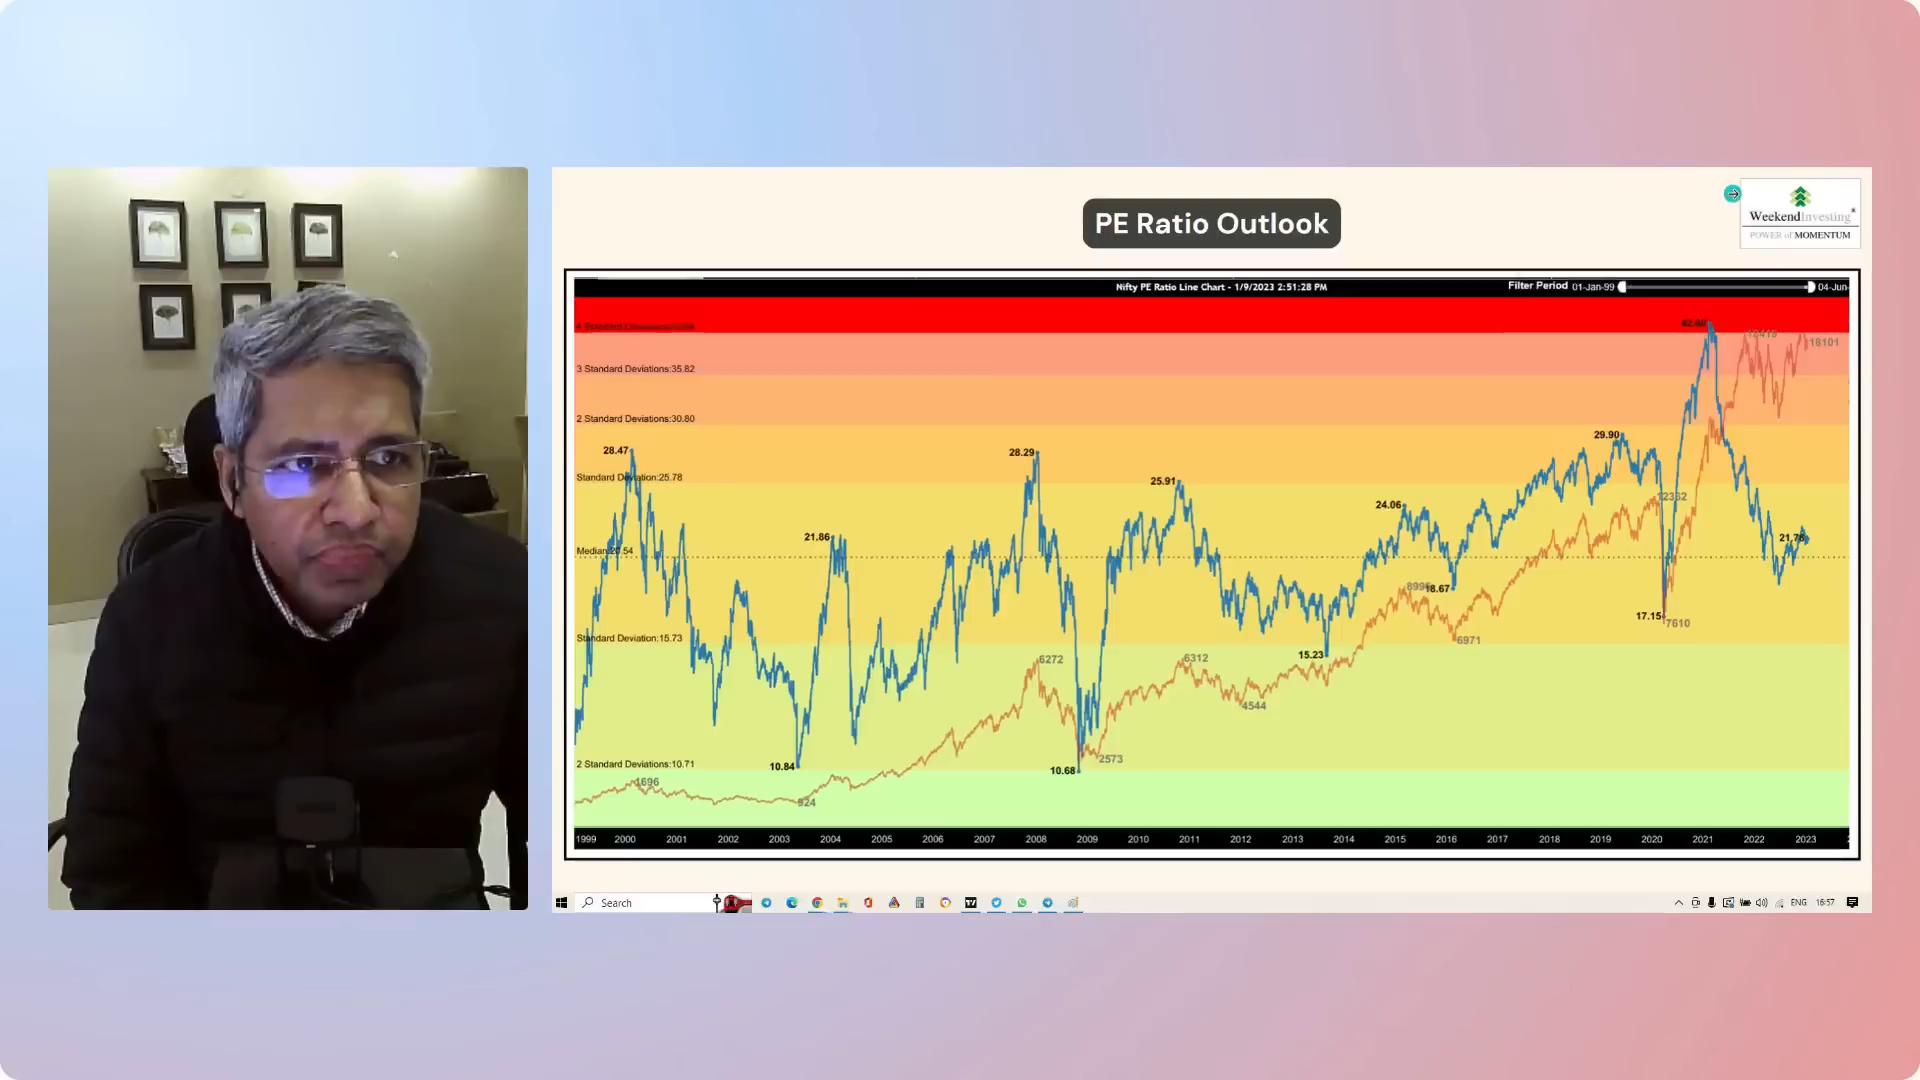 PE Ratio Outlook
WeekendInvesting
POWER of MOMENTUM
Nifty PE Ratio Line Chart - 1/9/2023 2:51:28 PM
Filter Period 01-Jan-99 04-Jun-
4 Standard
3 Standard Deviations:35.82
2 Standard Deviations:30.80
Standard Deviation:25.78
Median:20.54
Standard Deviation:15.73
2 Standard Deviations:10.71
28.47
21.86
10.84
28.29
10.68
25.91
15.23
24.06
18.67
29.90
17.15
21.78
1696
924
6272
2573
6312
4544
6971
12362
7610
18101
1999 2000 2001 2002 2003 2004 2005 2006 2007 2008 2009 2010 2011 2012 2013 2014 2015 2016 2017 2018 2019 2020 2021 2022 2023
Search
ENG 16:57